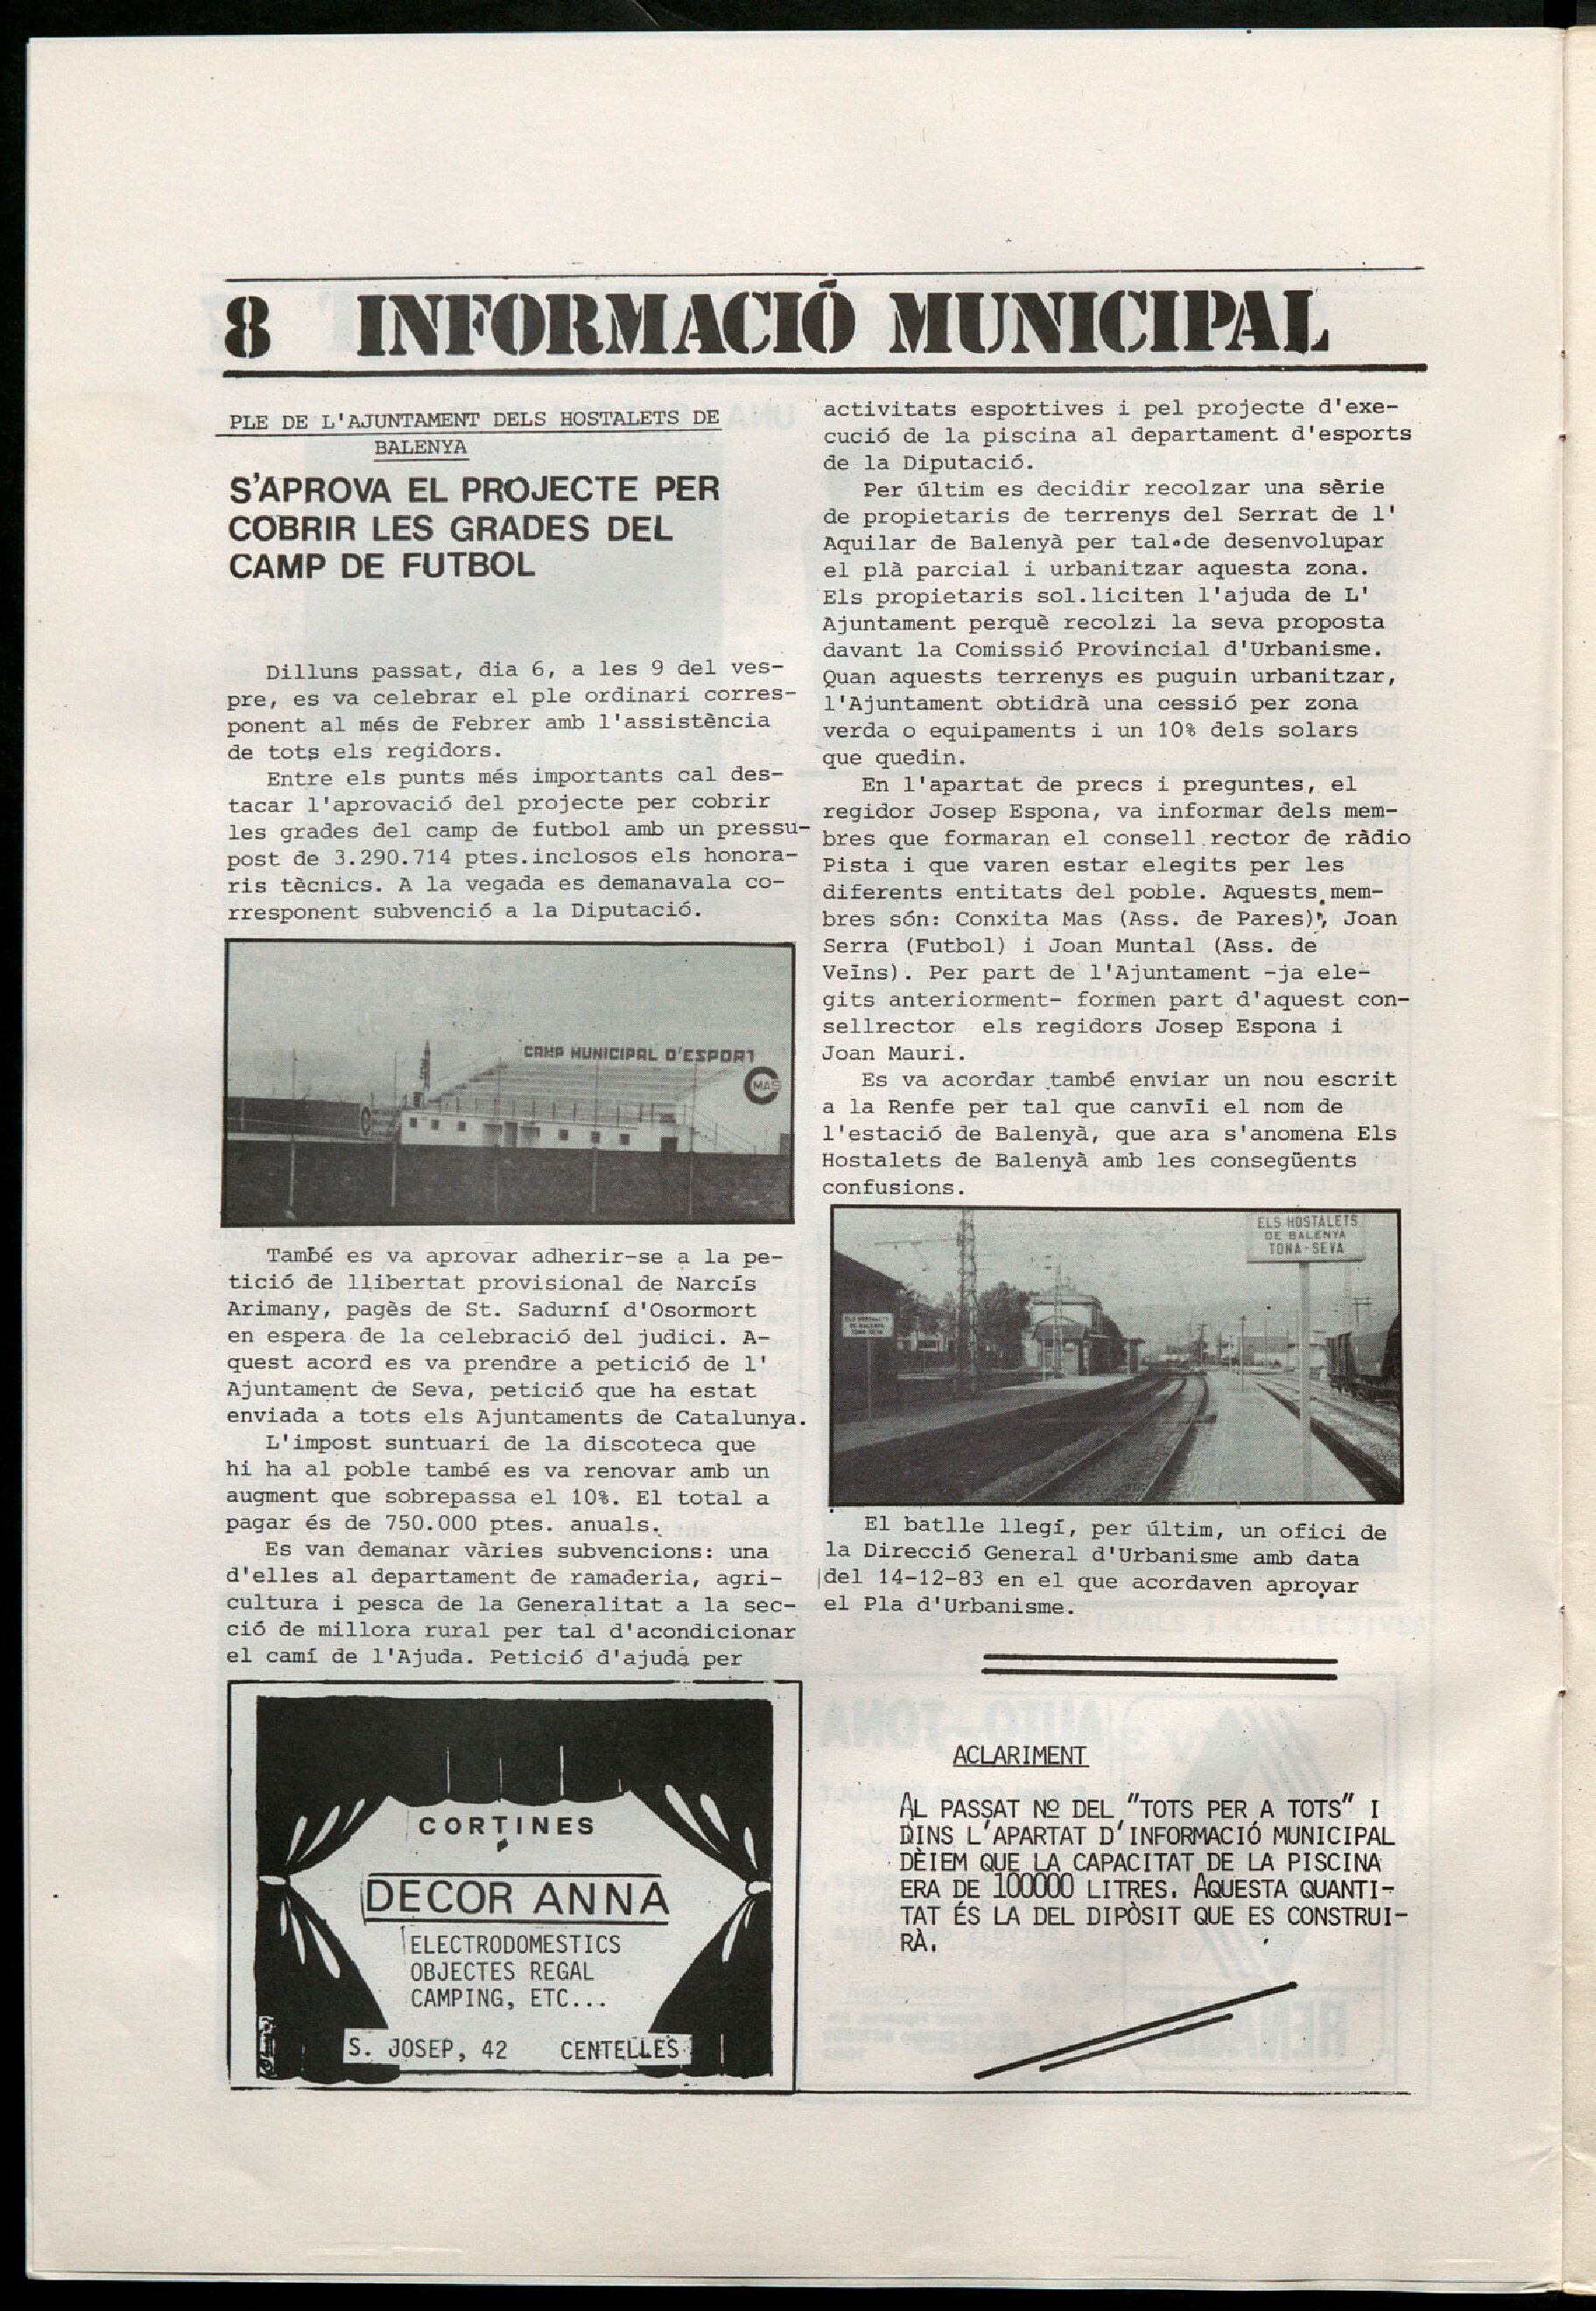 8 INFORMACIÓ MUNICIPAL
PLE DE L'AJUNTAMENT DELS HOSTALETS DE
BALENYA
S'APROVA EL PROJECTE PER
COBRIR LES GRADES DEL
CAMP DE FUTBOL
Dilluns passat, dia 6, a les 9 del ves-
pre, es va celebrar el ple ordinari corres-
ponent al més de Febrer amb l'assistència
de tots els regidors.
Entre els punts més importants cal des-
tacar l'aprovació del projecte per cobrir
les grades del camp de futbol amb un pressu-
post de 3.290.714 ptes.inclosos els honora-
ris tècnics. A la vegada es demanavala co-
rresponent subvenció a la Diputació.
CAMP MUNICIPAL D'ESPORT
MAS
També es va aprovar adherir-se a la pe-
tició de llibertat provisional de Narcís
Arimany, pagès de St. Sadurní d'Osormort
en espera de la celebració del judici. A-
quest acord es va prendre a petició de l'
Ajuntament de Seva, petició que ha estat
enviada a tots els Ajuntaments de Catalunya.
L'impost suntuari de la discoteca que
hi ha al poble també es va renovar amb un
augment que sobrepassa el 10%. El total a
pagar és de 750.000 ptes. anuals.
Es van demanar vàries subvencions: una
d'elles al departament de ramaderia, agri-
cultura i pesca de la Generalitat a la sec-
ció de millora rural per tal d'acondicionar
el camí de l'Ajuda. Petició d'ajuda per
activitats esportives i pel projecte d'exe-
cució de la piscina al departament d'esports
de la Diputació.
Per últim es decidir recolzar una sèrie
de propietaris de terrenys del Serrat de l'
Aquilar de Balenyà per tal de desenvolupar
el plà parcial i urbanitzar aquesta zona.
Els propietaris sol.liciten l'ajuda de L'
Ajuntament perquè recolzi la seva proposta
davant la Comissió Provincial d'Urbanisme.
Quan aquests terrenys es puguin urbanitzar,
l'Ajuntament obtidrà una cessió per zona
verda o equipaments i un 10% dels solars
que quedin.
En l'apartat de precs i preguntes, el
regidor Josep Espona, va informar dels mem-
bres que formaran el consell rector de ràdio
Pista i que varen estar elegits per les
diferents entitats del poble. Aquests mem-
bres són: Conxita Mas (Ass. de Pares), Joan
Serra (Futbol) i Joan Muntal (Ass. de
Veïns). Per part de l'Ajuntament -ja ele-
gits anteriorment- formen part d'aquest con-
sellrector els regidors Josep Espona i
Joan Mauri.
Es va acordar també enviar un nou escrit
a la Renfe per tal que canvïi el nom de
l'estació de Balenyà, que ara s'anomena Els
Hostalets de Balenyà amb les consegüents
confusions.
ELS HOSTALETS
DE BALENYA
TONA-SEVA
ELS HOSTALETS
DE BALENYA
TONA-SEVA
El batlle llegí, per últim, un ofici de
la Direcció General d'Urbanisme amb data
del 14-12-83 en el que acordaven aprovar
el Pla d'Urbanisme.
CORTINES
DECOR ANNA
ELECTRODOMESTICS
OBJECTES REGAL
CAMPING, ETC...
S. JOSEP, 42 CENTELLES
ACLARIMENT
AL PASSAT Nº DEL "TOTS PER A TOTS" I
DINS L'APARTAT D'INFORMACIÓ MUNICIPAL
DÈIEM QUE LA CAPACITAT DE LA PISCINA
ERA DE 100000 LITRES. AQUESTA QUANTI-
TAT ÉS LA DEL DIPÒSIT QUE ES CONSTRUI-
RÀ.